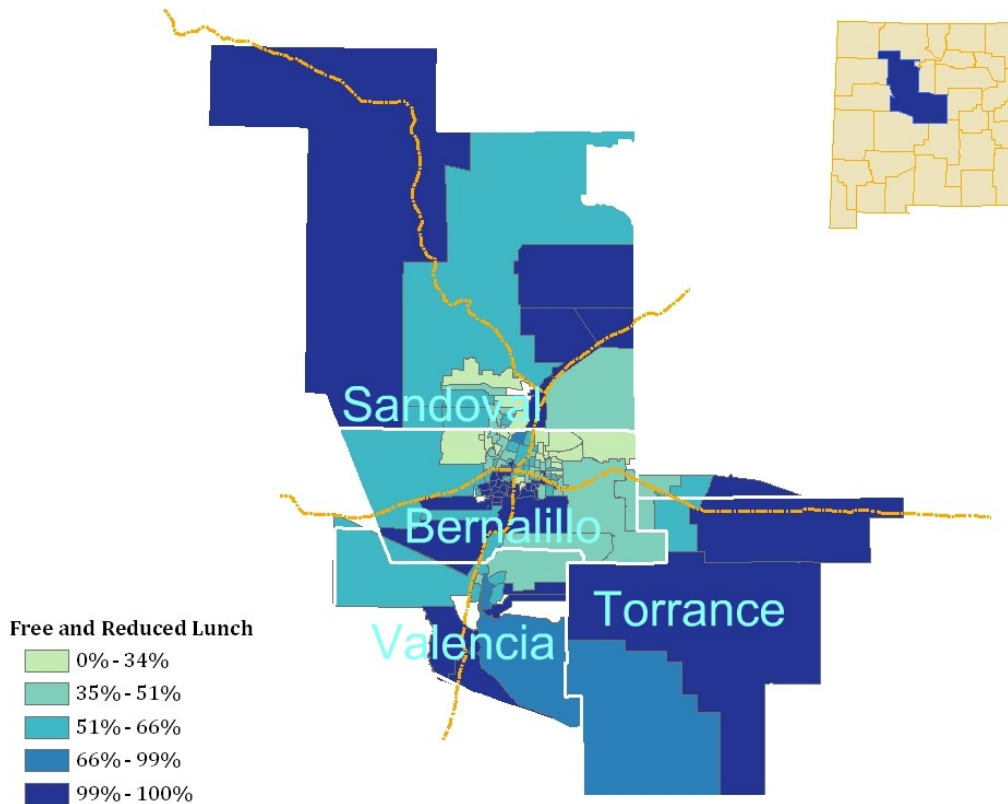 Sandoval
Bernalillo
Torrance
Valencia
Free and Reduced Lunch
0% - 34%
35% - 51%
51% - 66%
66% - 99%
99% - 100%